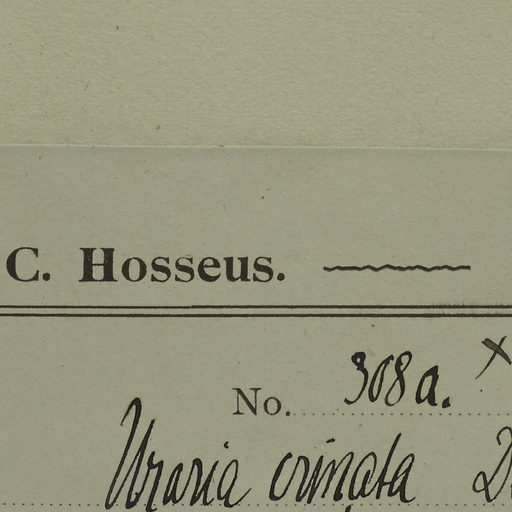 C. Hosseus.
No. 308a. x
Uraria crinata D